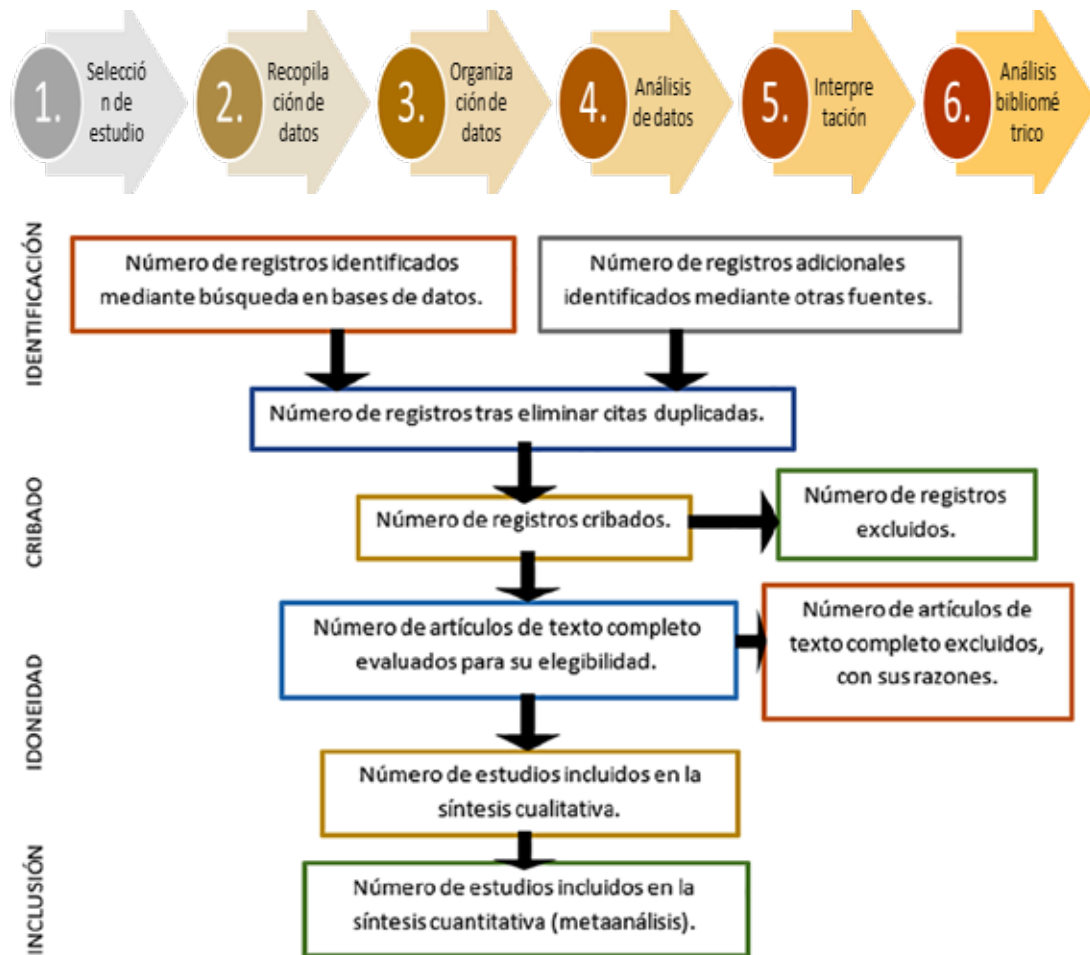 1.
Selecció
n de
estudio
2.
Recopila
ción de
datos
3.
Organiza
ción de
datos
4.
Análisis
de datos
5.
Interpre
tación
6.
Análisis
bibliomé
trico
IDENTIFICACIÓN
Número de registros identificados
mediante búsqueda en bases de datos.
Número de registros adicionales
identificados mediante otras fuentes.
Número de registros tras eliminar citas duplicadas.
CRIBADO
Número de registros cribados.
Número de registros
excluidos.
IDONEIDAD
Número de artículos de texto completo
evaluados para su elegibilidad.
Número de artículos de
texto completo excluidos,
con sus razones.
Número de estudios incluidos en la
síntesis cualitativa.
INCLUSIÓN
Número de estudios incluidos en la
síntesis cuantitativa (metaanálisis).